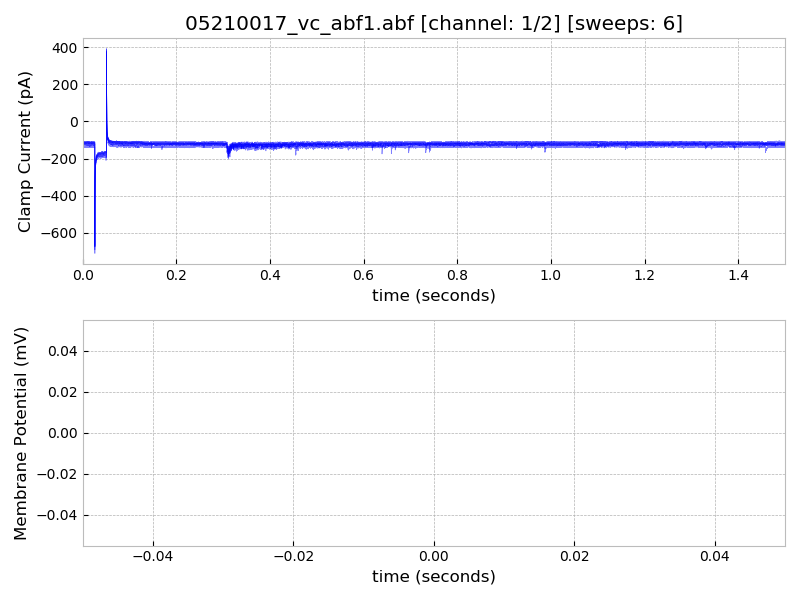 05210017_vc_abf1.abf [channel: 1/2] [sweeps: 6]
Clamp Current (pA)
400
200
0
−200
−400
−600
0.0 0.2 0.4 0.6 0.8 1.0 1.2 1.4
time (seconds)
Membrane Potential (mV)
0.04
0.02
0.00
−0.02
−0.04
−0.04 −0.02 0.00 0.02 0.04
time (seconds)